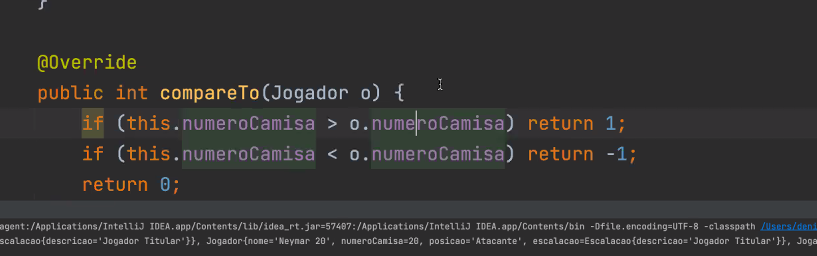 }
@Override
public int compareTo(Jogador o) {
if (this.numeroCamisa > o.numeroCamisa) return 1;
if (this.numeroCamisa < o.numeroCamisa) return -1;
return 0;
agent:/Applications/IntelliJ IDEA.app/Contents/lib/idea_rt.jar=57407:/Applications/IntelliJ IDEA.app/Contents/bin -Dfile.encoding=UTF-8 -classpath /Users/doni
scalacao{descricao='Jogador Titular'}}, Jogador{nome='Neymar 20', numeroCamisa=20, posicao='Atacante', escalacao=Escalacao{descricao='Jogador Titular'}}, Joga